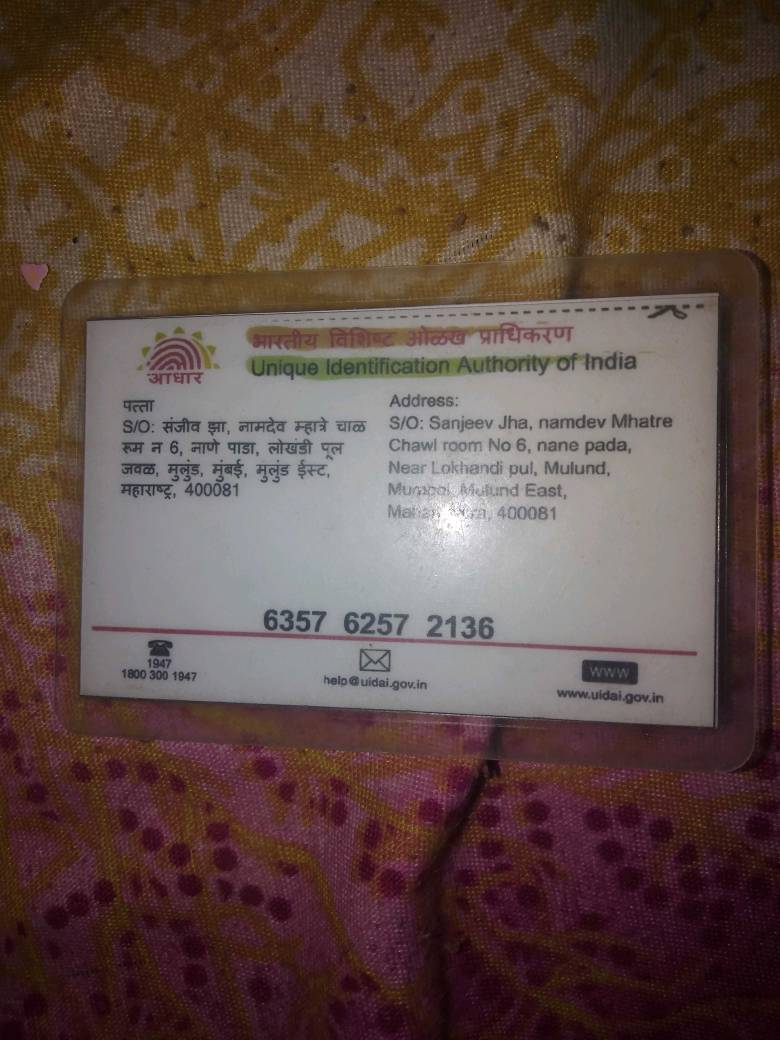 भारतीय विशिष्ट ओळख प्राधिकरण
Unique Identification Authority of India
आधार
पत्ता
S/O: संजीव झा, नामदेव म्हात्रे चाळ
रूम न 6, नाणे पाडा, लोखंडी पूल
जवळ, मुलुंड, मुंबई, मुलुंड ईस्ट,
महाराष्ट्र, 400081
Address:
S/O: Sanjeev Jha, namdev Mhatre
Chawl room No 6, nane pada,
Near Lokhandi pul, Mulund,
Mumbai, Mulund East,
Maharashtra, 400081
6357 6257 2136
1947
1800 300 1947
help@uidai.gov.in
WWW
www.uidai.gov.in